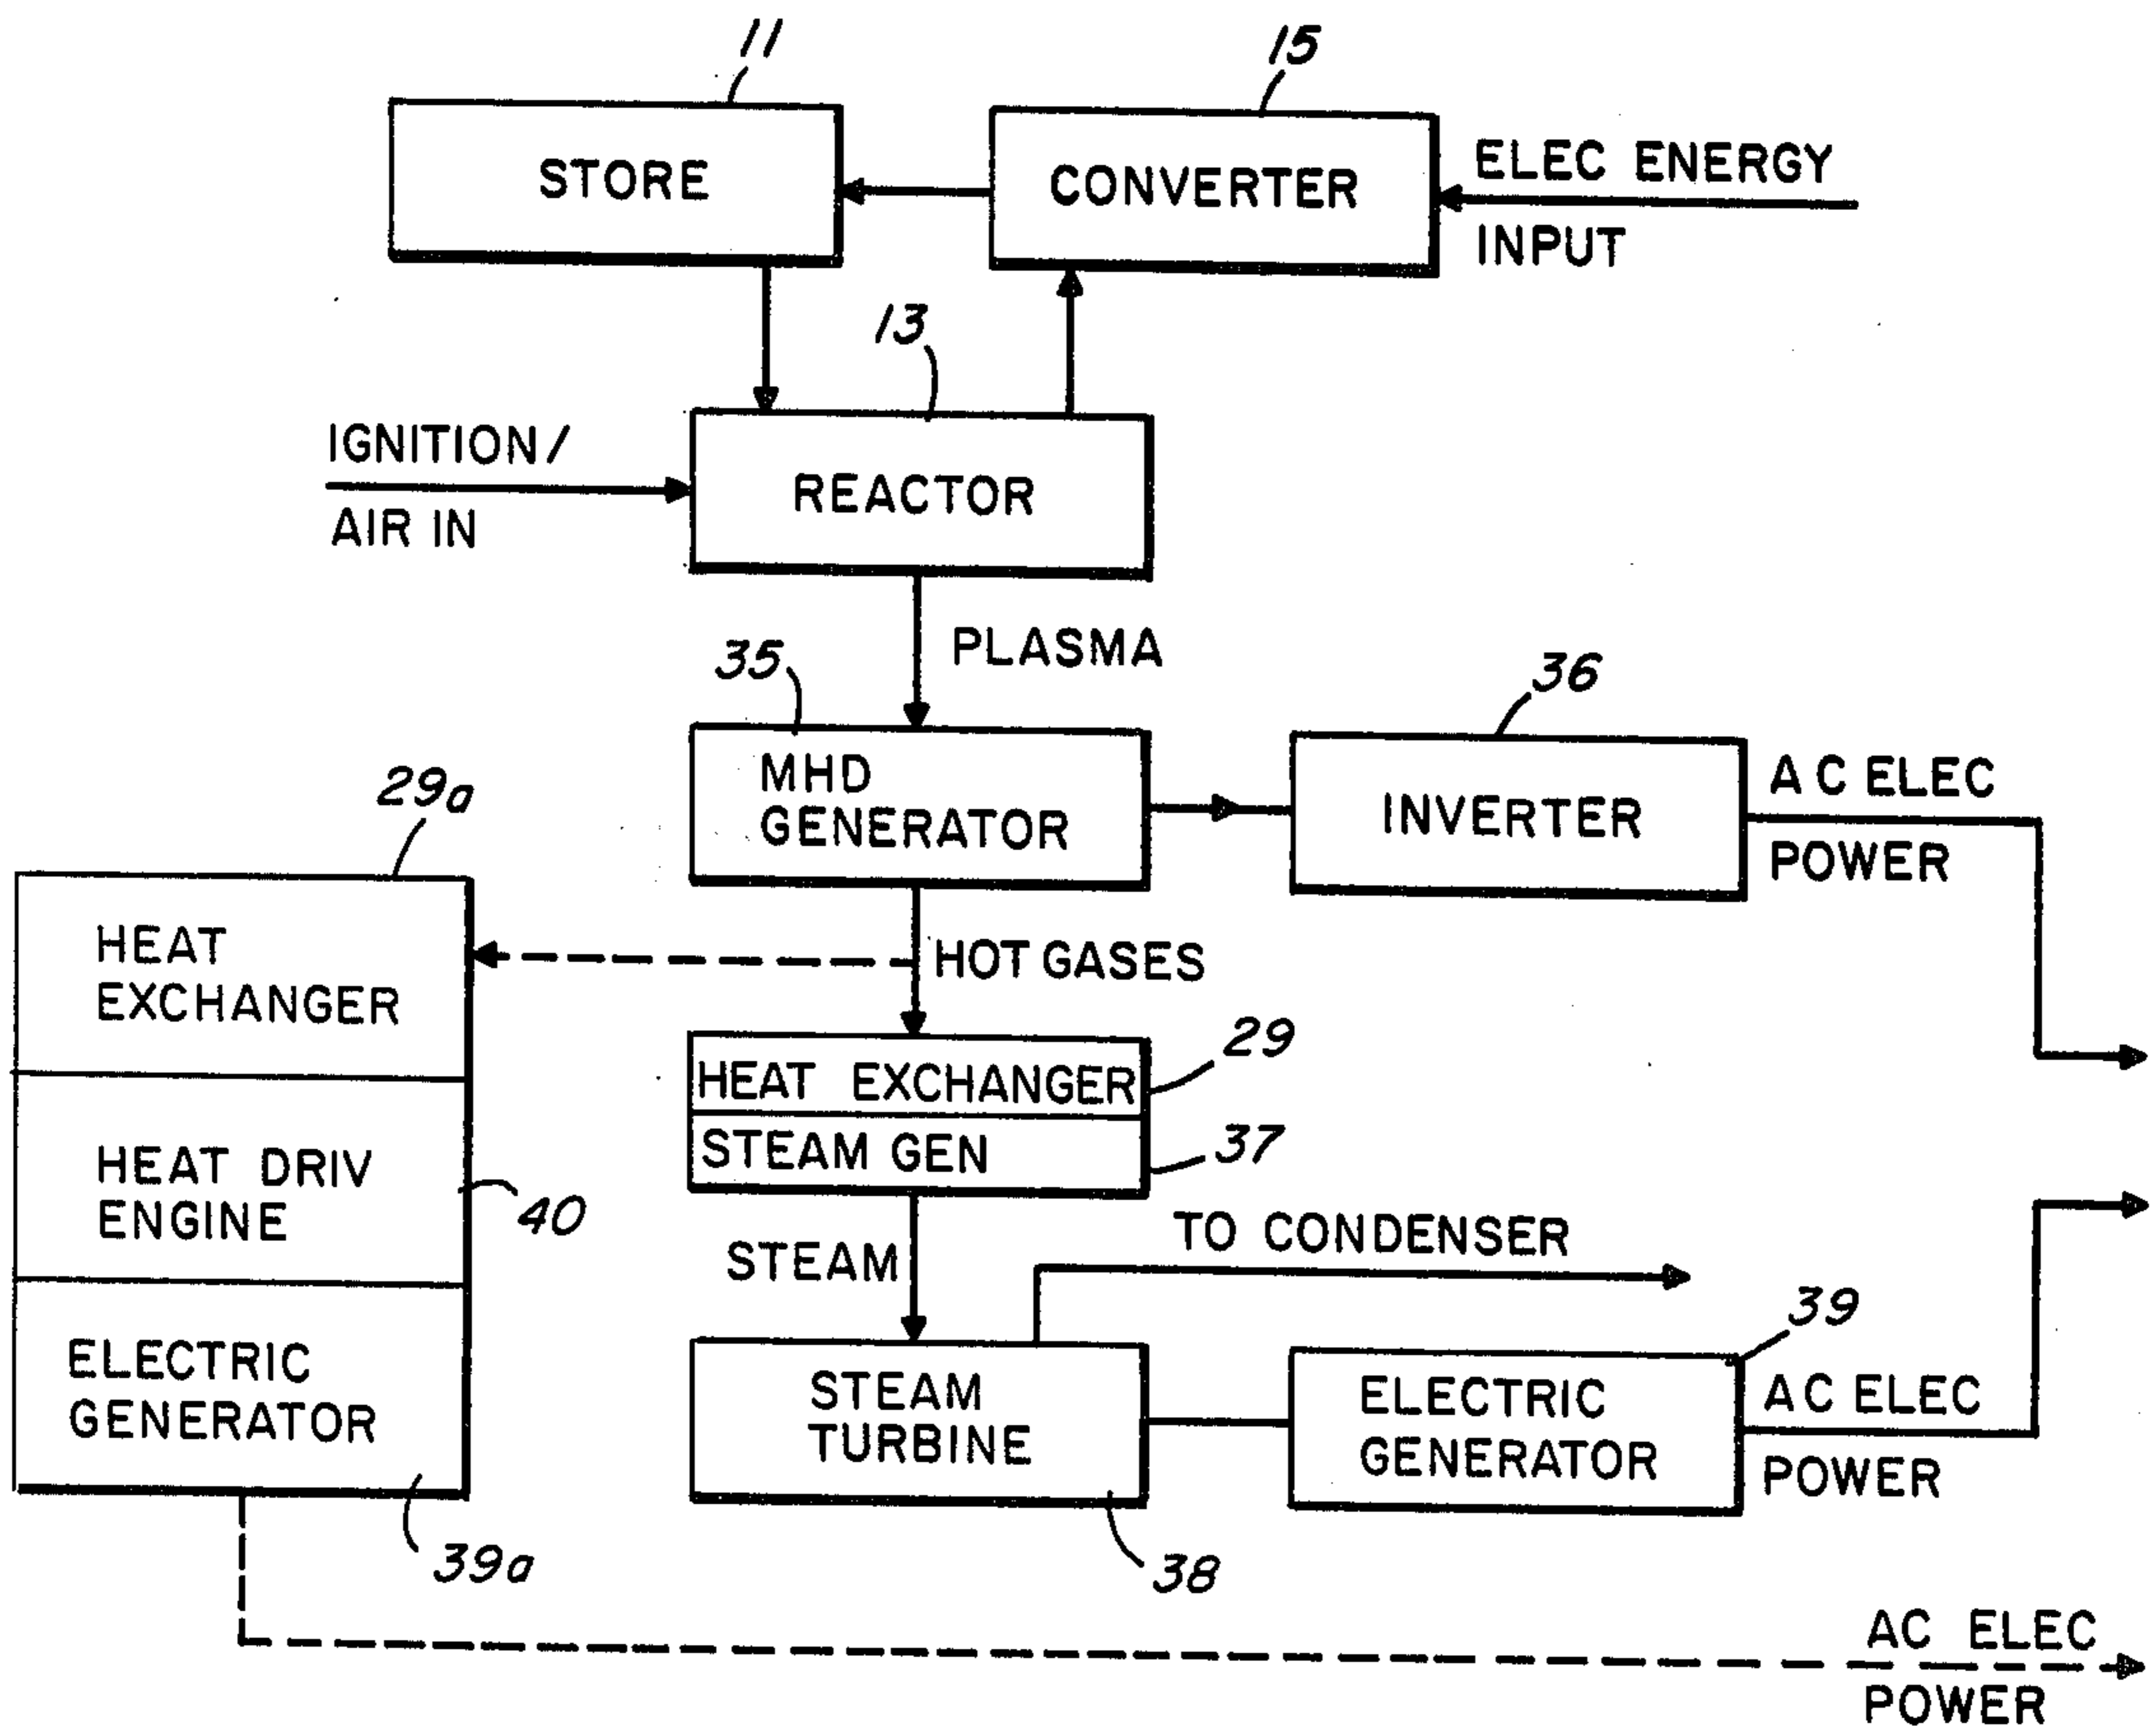 11
15
STORE
CONVERTER
ELEC ENERGY
INPUT
13
IGNITION/
AIR IN
REACTOR
PLASMA
35
36
MHD
GENERATOR
INVERTER
A C ELEC
POWER
29a
HEAT
EXCHANGER
HOT GASES
29
HEAT EXCHANGER
STEAM GEN
37
HEAT DRIV
ENGINE
40
STEAM
TO CONDENSER
39
ELECTRIC
GENERATOR
STEAM
TURBINE
ELECTRIC
GENERATOR
A C ELEC
POWER
39a
38
AC ELEC
POWER